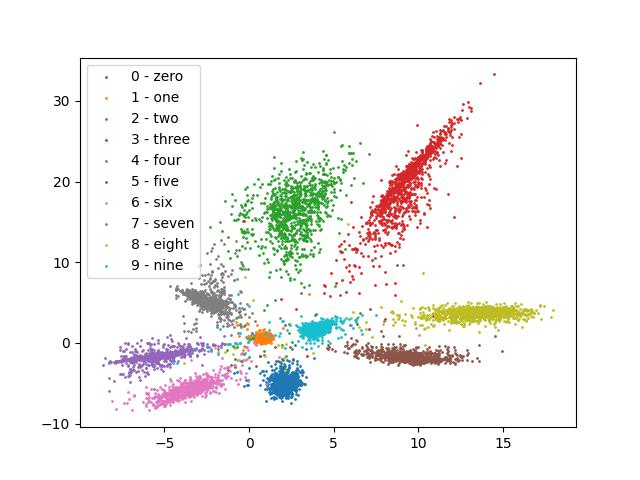 0 - zero
1 - one
2 - two
3 - three
4 - four
5 - five
6 - six
7 - seven
8 - eight
9 - nine
30
20
10
0
−10
−5 0 5 10 15